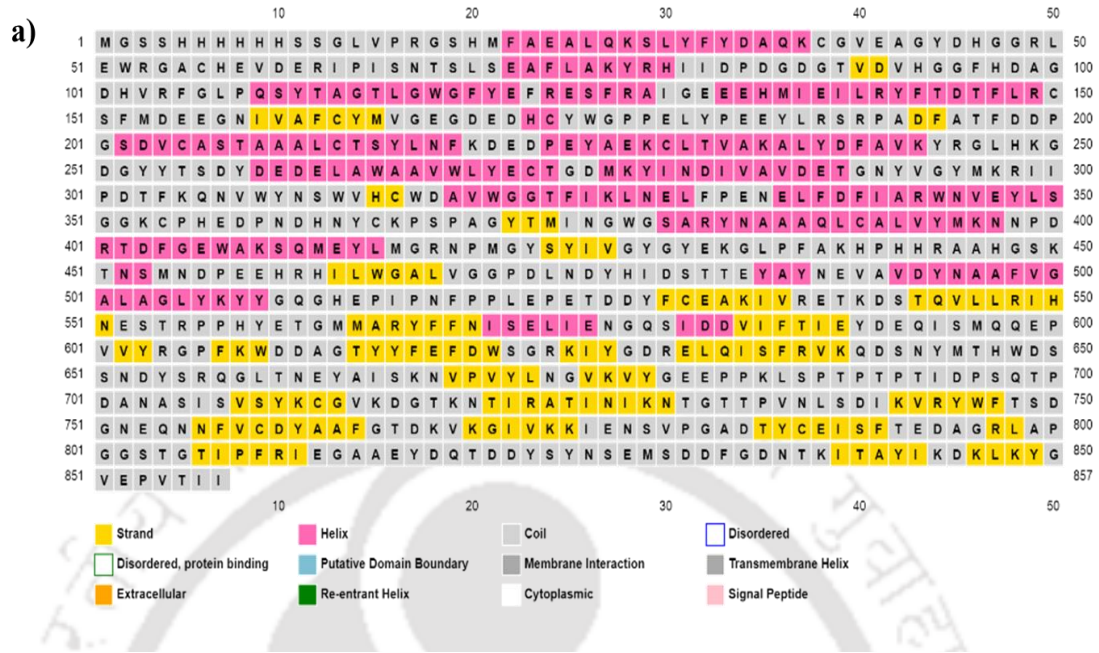 a)
10 20 30 40 50
1 M G S S H H H H H H S S G L V P R G S H M F A E A L Q K S L Y F Y D A Q K C G V E A G Y D H G G R L 50
51 E W R G A C H E V D E R I P I S N T S L S E A F L A K Y R H I I D P D G D G T V D V H G G F H D A G 100
101 D H V R F G L P Q S Y T A G T L G W G F Y E F R E S F R A I G E E E H M I E I L R Y F T D T F L R C 150
151 S F M D E E G N I V A F C Y M V G E G D E D H C Y W G P P E L Y P E E Y L R S R P A D F A T F D D P 200
201 G S D V C A S T A A A L C T S Y L N F K D E D P E Y A E K C L T V A K A L Y D F A V K Y R G L H K G 250
251 D G Y Y T S D Y D E D E L A W A A V W L Y E C T G D M K Y I N D I V A V D E T G N Y V G Y M K R I I 300
301 P D T F K Q N V W Y N S W V H C W D A V W G G T F I K L N E L F P E N E L F D F I A R W N V E Y L S 350
351 G G K C P H E D P N D H N Y C K P S P A G Y T M I N G W G S A R Y N A A A Q L C A L V Y M K N N P D 400
401 R T D F G E W A K S Q M E Y L M G R N P M G Y S Y I V G Y G Y E K G L P F A K H P H H R A A H G S K 450
451 T N S M N D P E E H R H I L W G A L V G G P D L N D Y H I D S T T E Y A Y N E V A V D Y N A A F V G 500
501 A L A G L Y K Y Y G Q G H E P I P N F P P L E P E T D D Y F C E A K I V R E T K D S T Q V L L R I H 550
551 N E S T R P P H Y E T G M M A R Y F F N I S E L I E N G Q S I D D V I F T I E Y D E Q I S M Q Q E P 600
601 V V Y R G P F K W D D A G T Y Y F E F D W S G R K I Y G D R E L Q I S F R V K Q D S N Y M T H W D S 650
651 S N D Y S R Q G L T N E Y A I S K N V P V Y L N G V K V Y G E E P P K L S P T P T P T I D P S Q T P 700
701 D A N A S I S V S Y K C G V K D G T K N T I R A T I N I K N T G T T P V N L S D I K V R Y W F T S D 750
751 G N E Q N N F V C D Y A A F G T D K V K G I V K K I E N S V P G A D T Y C E I S F T E D A G R L A P 800
801 G G S T G T I P F R I E G A A E Y D Q T D D Y S Y N S E M S D D F G D N T K I T A Y I K D K L K Y G 850
851 V E P V T I I 857
10 20 30 40 50
Strand Helix Coil Disordered
Disordered, protein binding Putative Domain Boundary Membrane Interaction Transmembrane Helix
Extracellular Re-entrant Helix Cytoplasmic Signal Peptide